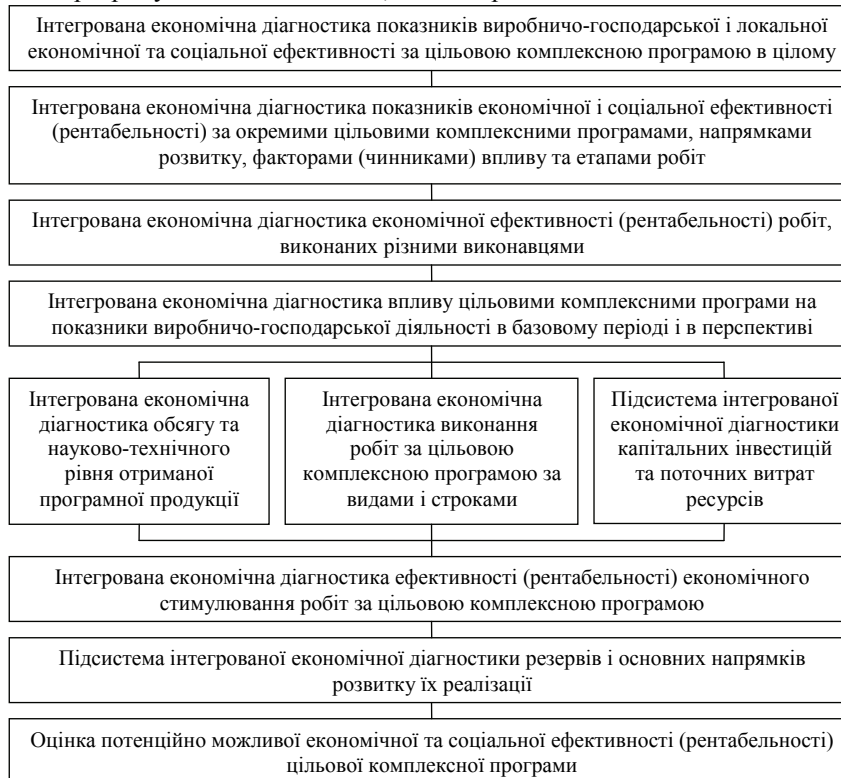 Інтегрована економічна діагностика показників виробничо-господарської і локальної
економічної та соціальної ефективності за цільовою комплексною програмою в цілому
Інтегрована економічна діагностика показників економічної і соціальної ефективності
(рентабельності) за окремими цільовими комплексними програмами, напрямками
розвитку, факторами (чинниками) впливу та етапами робіт
Інтегрована економічна діагностика економічної ефективності (рентабельності) робіт,
виконаних різними виконавцями
Інтегрована економічна діагностика впливу цільовими комплексними програми на
показники виробничо-господарської діяльності в базовому періоді і в перспективі
Інтегрована економічна
діагностика обсягу та
науково-технічного
рівня отриманої
програмної продукції
Інтегрована економічна
діагностика виконання
робіт за цільовою
комплексною програмою за
видами і строками
Підсистема інтегрованої
економічної діагностики
капітальних інвестицій
та поточних витрат
ресурсів
Інтегрована економічна діагностика ефективності (рентабельності) економічного
стимулювання робіт за цільовою комплексною програмою
Підсистема інтегрованої економічної діагностики резервів і основних напрямків
розвитку їх реалізації
Оцінка потенційно можливої економічної та соціальної ефективності (рентабельності)
цільової комплексної програми